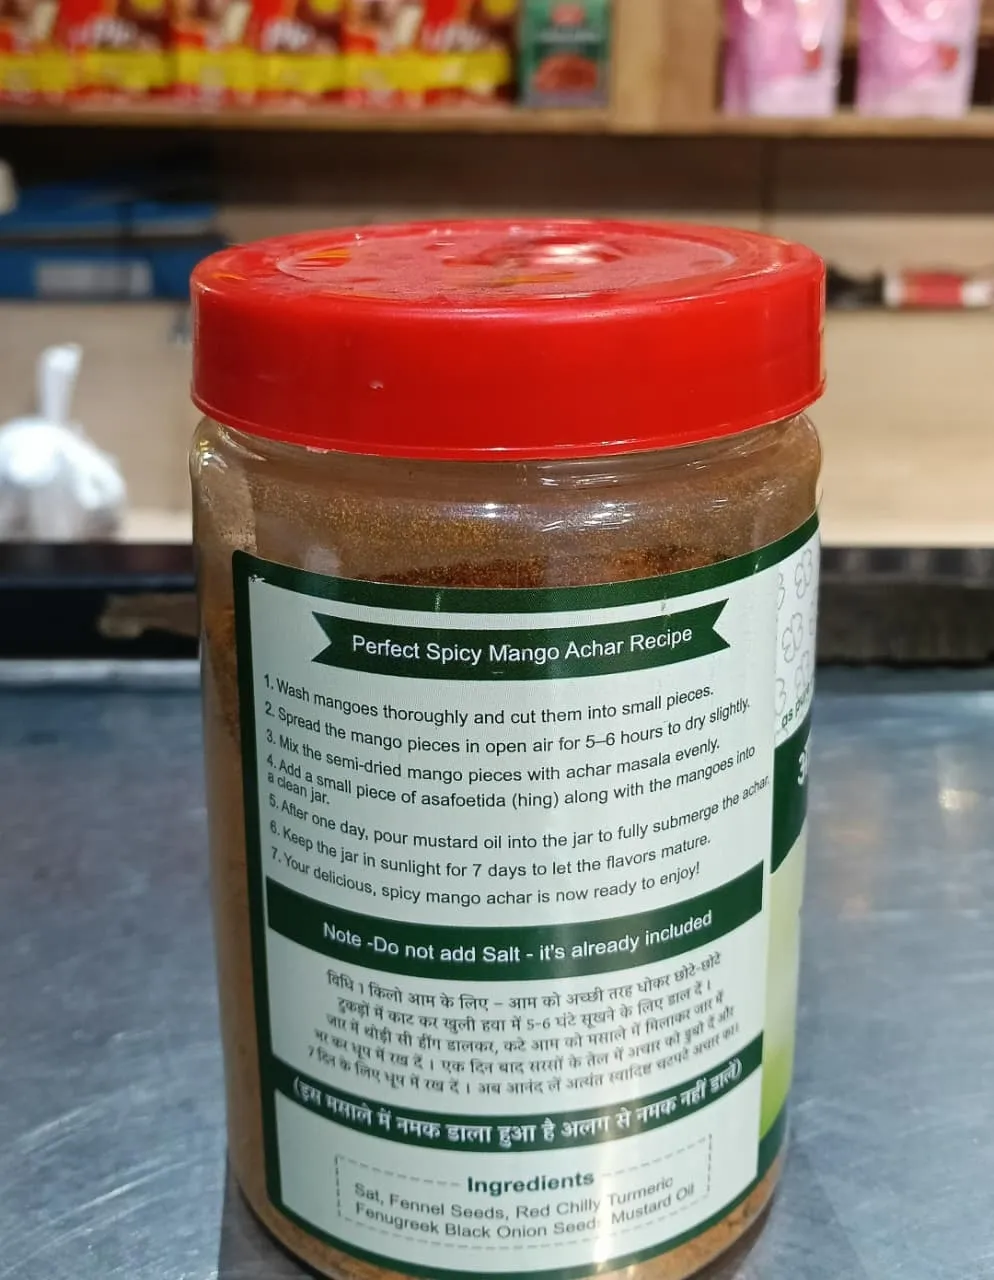 Perfect Spicy Mango Achar Recipe
1. Wash mangoes thoroughly and cut them into small pieces.
2. Spread the mango pieces in open air for 5–6 hours to dry slightly.
3. Mix the semi-dried mango pieces with achar masala evenly.
4. Add a small piece of asafoetida (hing) along with the mangoes into
a clean jar.
5. After one day, pour mustard oil into the jar to fully submerge the achar.
6. Keep the jar in sunlight for 7 days to let the flavors mature.
7. Your delicious, spicy mango achar is now ready to enjoy!
Note -Do not add Salt - it's already included
विधि 1 किलो आम के लिए – आम को अच्छी तरह धोकर छोटे-छोटे
टुकड़ों में काट कर खुली हवा में 5-6 घंटे सूखने के लिए डाल दें ।
जार में थोड़ी सी हींग डालकर, कटे आम को मसाले में मिलाकर जार में
भर कर धूप में रख दें । एक दिन बाद सरसों के तेल में अचार को डुबो दें और
7 दिन के लिए धूप में रख दें । अब आनंद लें अत्यंत स्वादिष्ट चटपटे अचार का।
(इस मसाले में नमक डाला हुआ है अलग से नमक नहीं डालें)
Ingredients
Sat, Fennel Seeds, Red Chilly Turmeric
Fenugreek Black Onion Seed, Mustard Oil